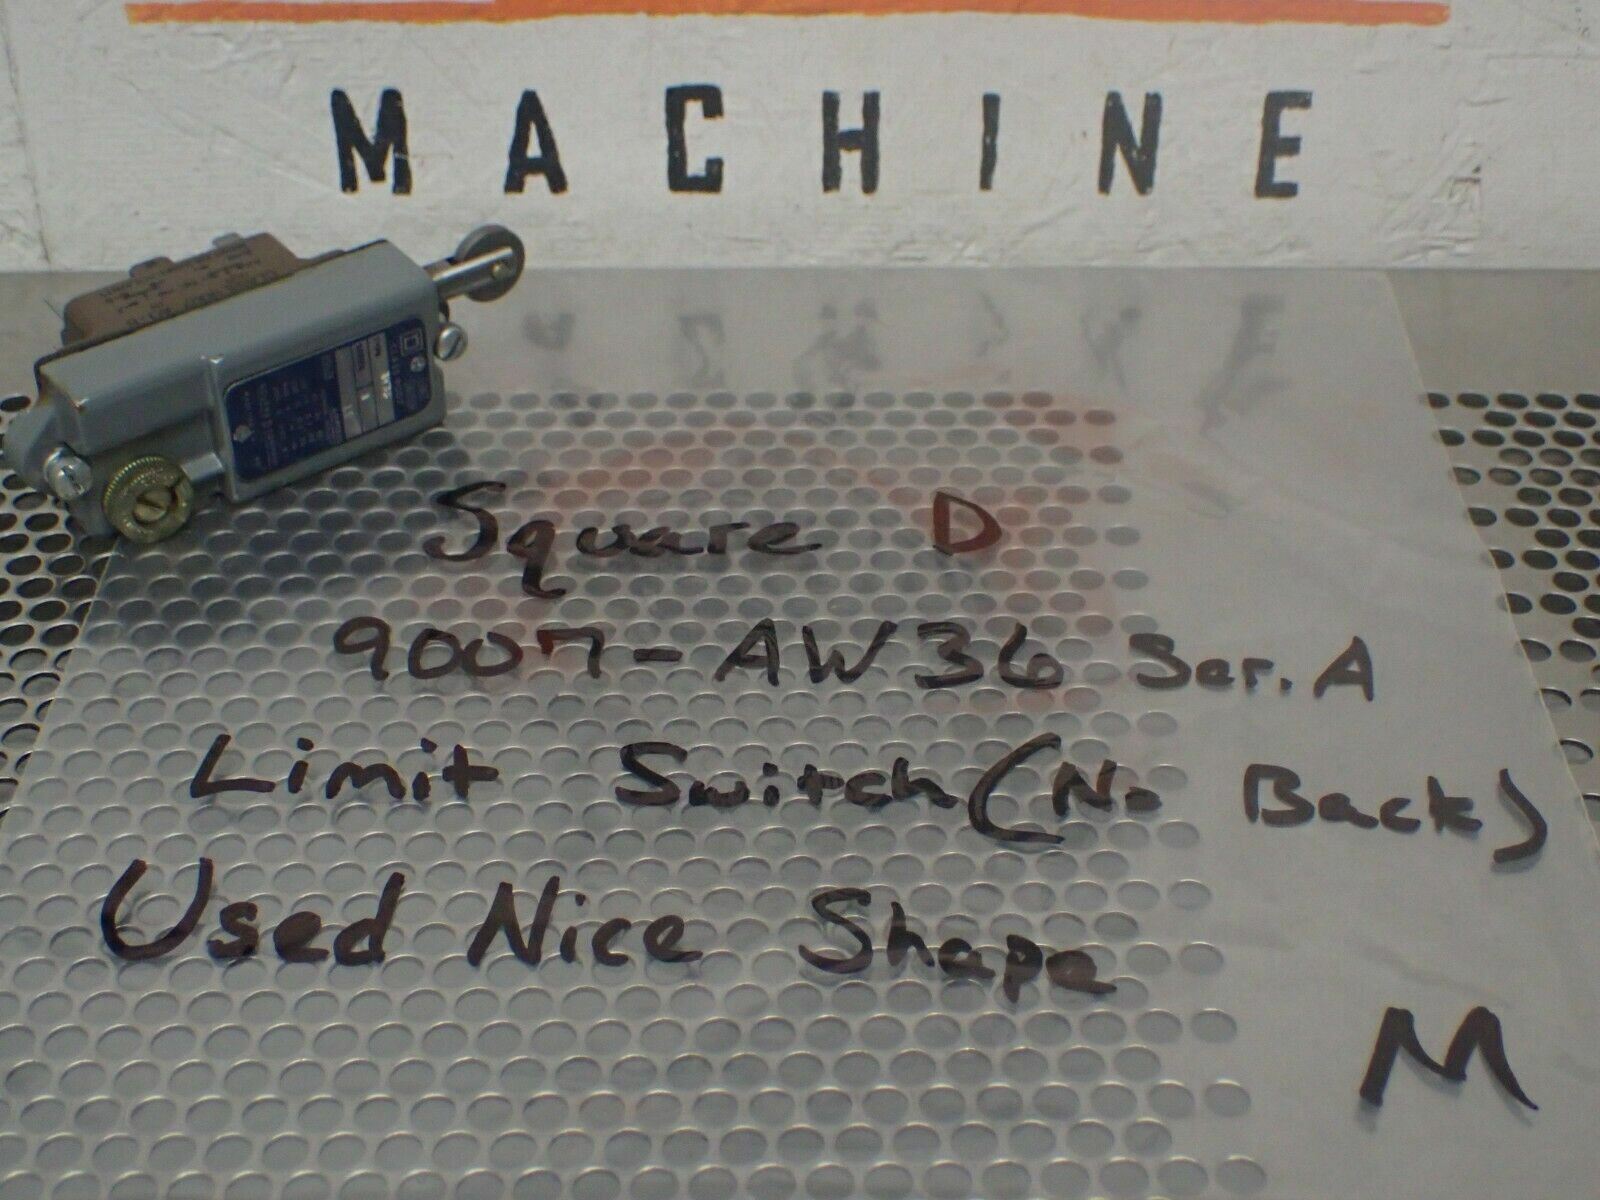 MACHINE
Square D
9007-AW36 Ser. A
Limit Switch (No Back)
Used Nice Shape
M